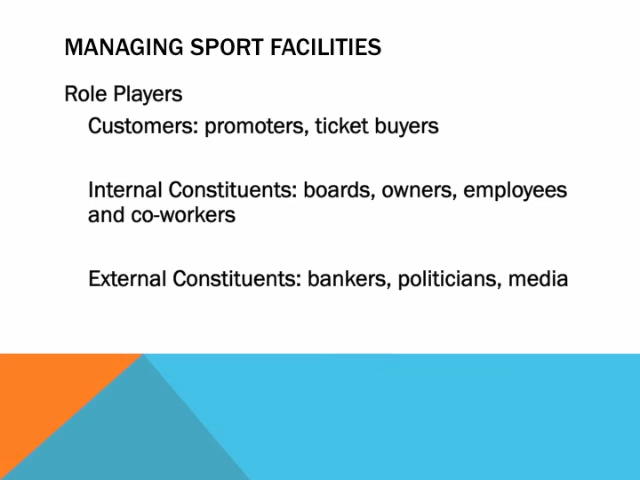 MANAGING SPORT FACILITIES
Role Players
Customers: promoters, ticket buyers
Internal Constituents: boards, owners, employees
and co-workers
External Constituents: bankers, politicians, media